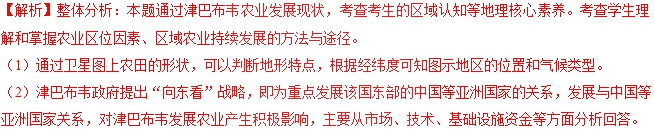 【解析】整体分析：本题通过津巴布韦农业发展现状，考查考生的区域认知等地理核心素养。考查学生理
解和掌握农业区位因素、区域农业持续发展的方法与途径。
（1）通过卫星图上农田的形状，可以判断地形特点，根据经纬度可知图示地区的位置和气候类型。
（2）津巴布韦政府提出“向东看”战略，即为重点发展该国东部的中国等亚洲国家的关系，发展与中国等
亚洲国家关系，对津巴布韦发展农业产生积极影响，主要从市场、技术、基础设施资金等方面分析回答。